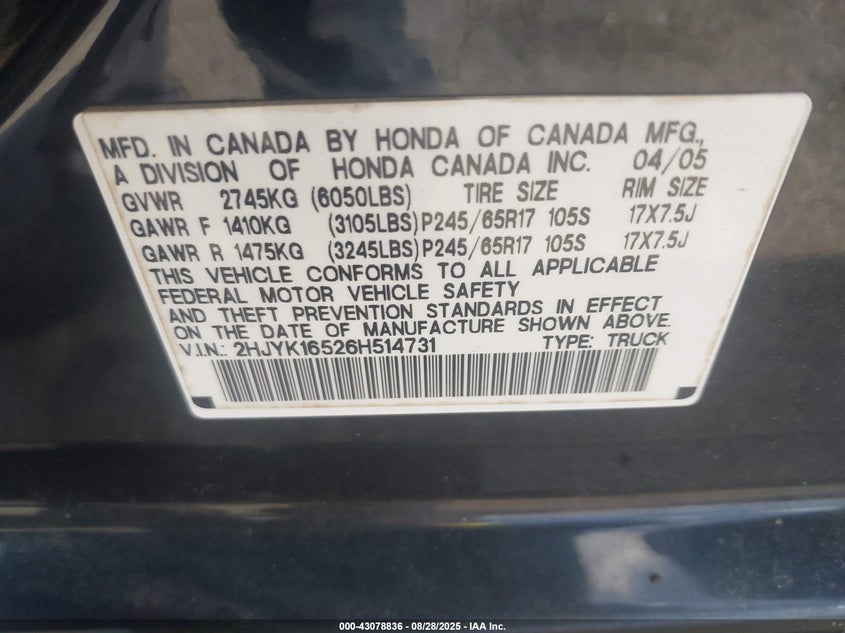 MFD. IN CANADA BY HONDA OF CANADA MFG.,
A DIVISION OF HONDA CANADA INC. 04/05
GVWR 2745KG (6050LBS) TIRE SIZE RIM SIZE
GAWR F 1410KG (3105LBS) P245/65R17 105S 17X7.5J
GAWR R 1475KG (3245LBS) P245/65R17 105S 17X7.5J
THIS VEHICLE CONFORMS TO ALL APPLICABLE
FEDERAL MOTOR VEHICLE SAFETY
AND THEFT PREVENTION STANDARDS IN EFFECT
ON THE DATE OF MANUFACTURE SHOWN ABOVE.
V.I.N.: 2HJYK16526H514731 TYPE: TRUCK
000-43078836 - 08/28/2025 - IAA Inc.